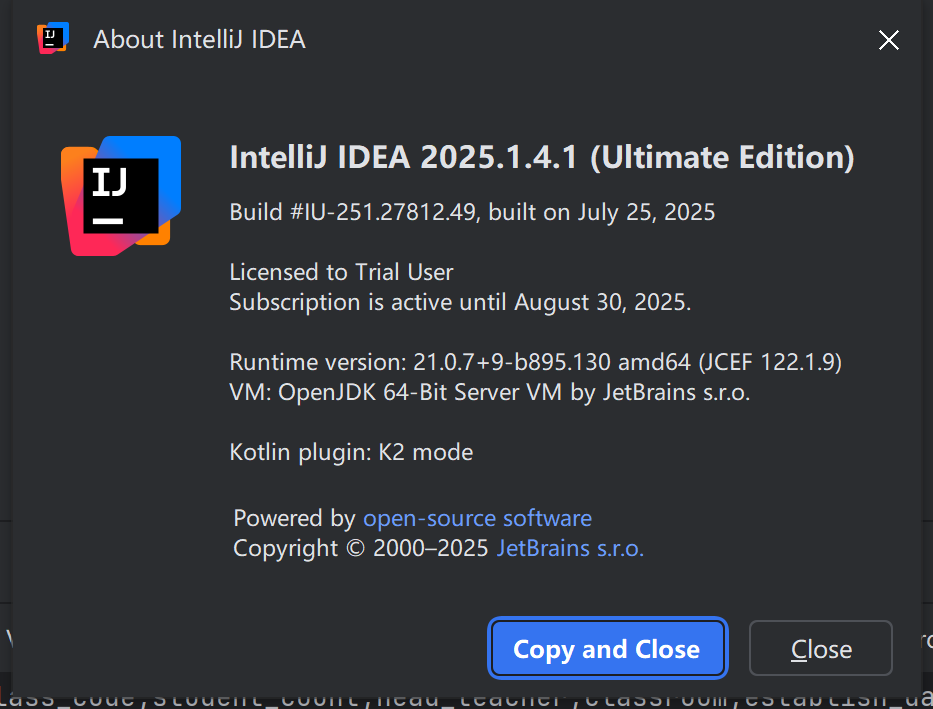 About IntelliJ IDEA
IJ
IntelliJ IDEA 2025.1.4.1 (Ultimate Edition)
Build #IU-251.27812.49, built on July 25, 2025
Licensed to Trial User
Subscription is active until August 30, 2025.
Runtime version: 21.0.7+9-b895.130 amd64 (JCEF 122.1.9)
VM: OpenJDK 64-Bit Server VM by JetBrains s.r.o.
Kotlin plugin: K2 mode
Powered by open-source software
Copyright © 2000–2025 JetBrains s.r.o.
Copy and Close
Close
lass_code,student_count,head_teacher,classroom,establish_da